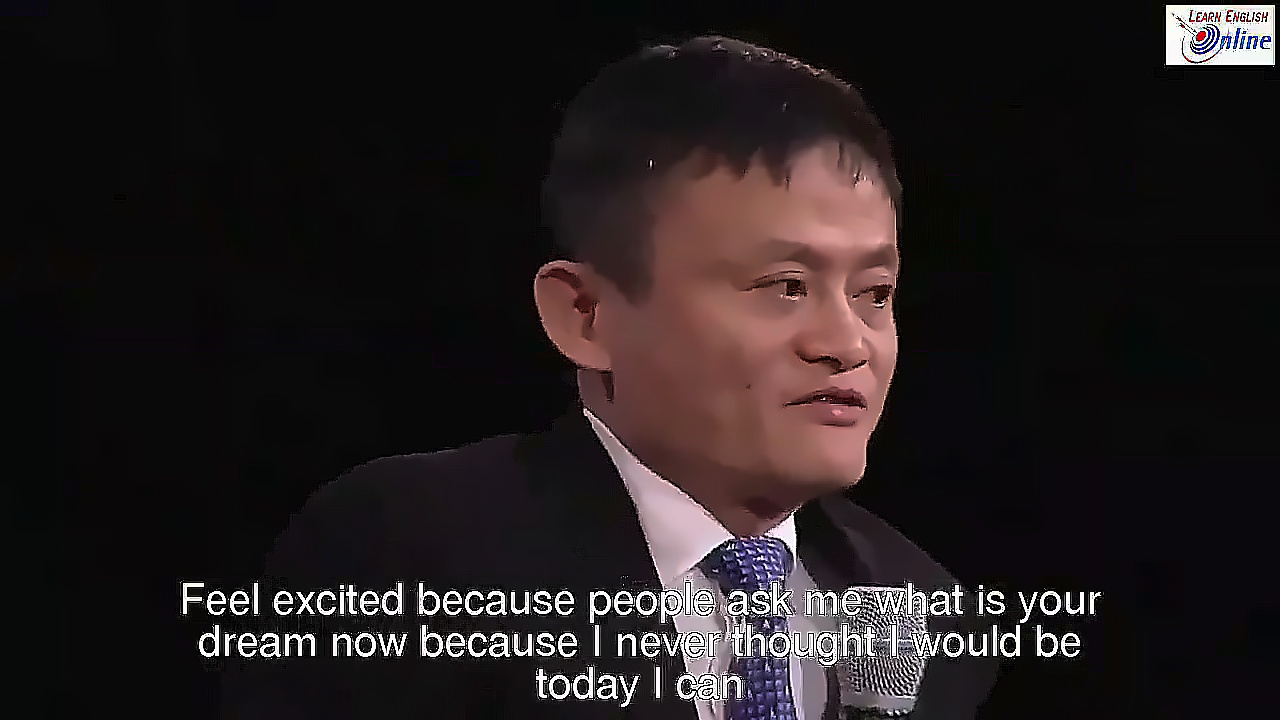 LEARN ENGLISH
Online
Feel excited because people ask me what is your
dream now because I never thought I would be
today I can